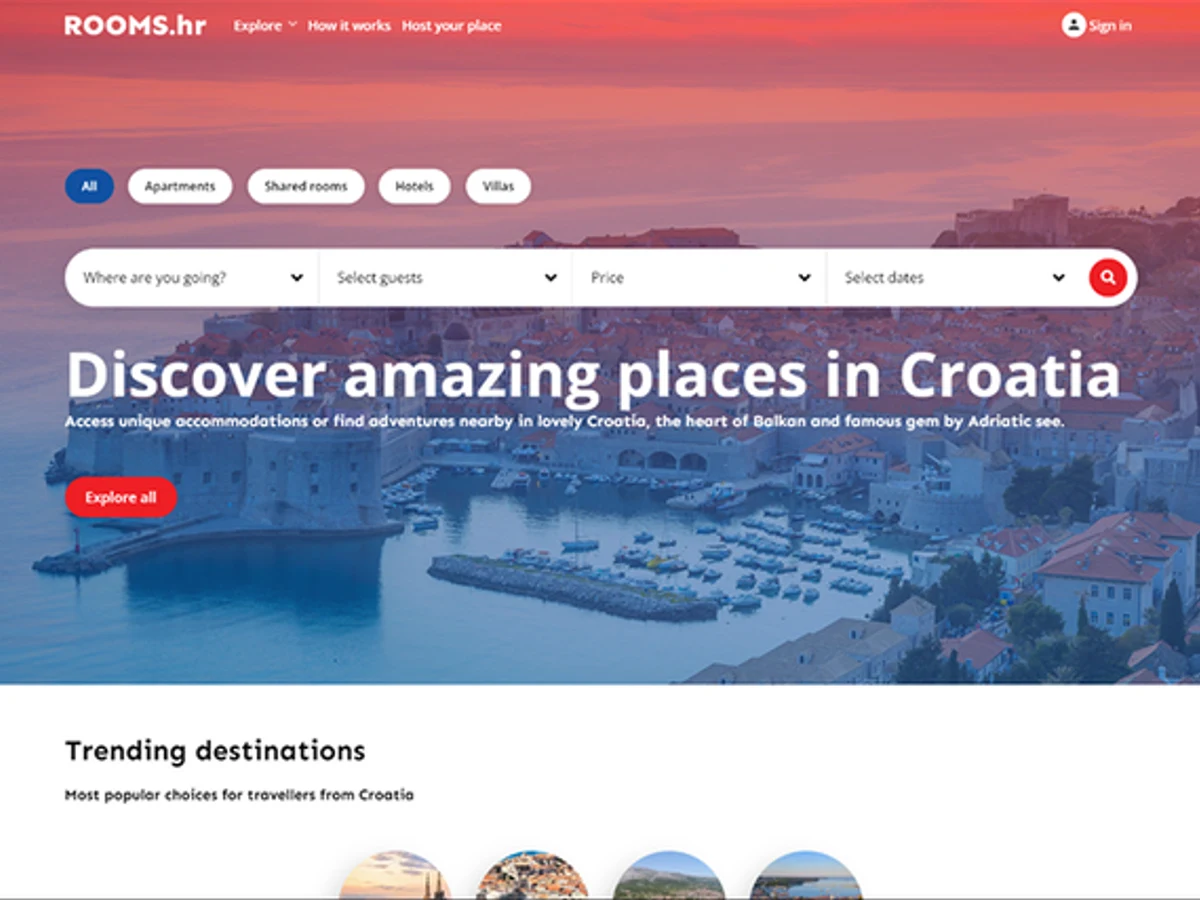 ROOMS.hr
Explore How it works Host your place
Sign in
All
Apartments
Shared rooms
Hotels
Villas
Where are you going?
Select guests
Price
Select dates
Discover amazing places in Croatia
Access unique accommodations or find adventures nearby in lovely Croatia, the heart of Balkan and famous gem by Adriatic see.
Explore all
Trending destinations
Most popular choices for travellers from Croatia